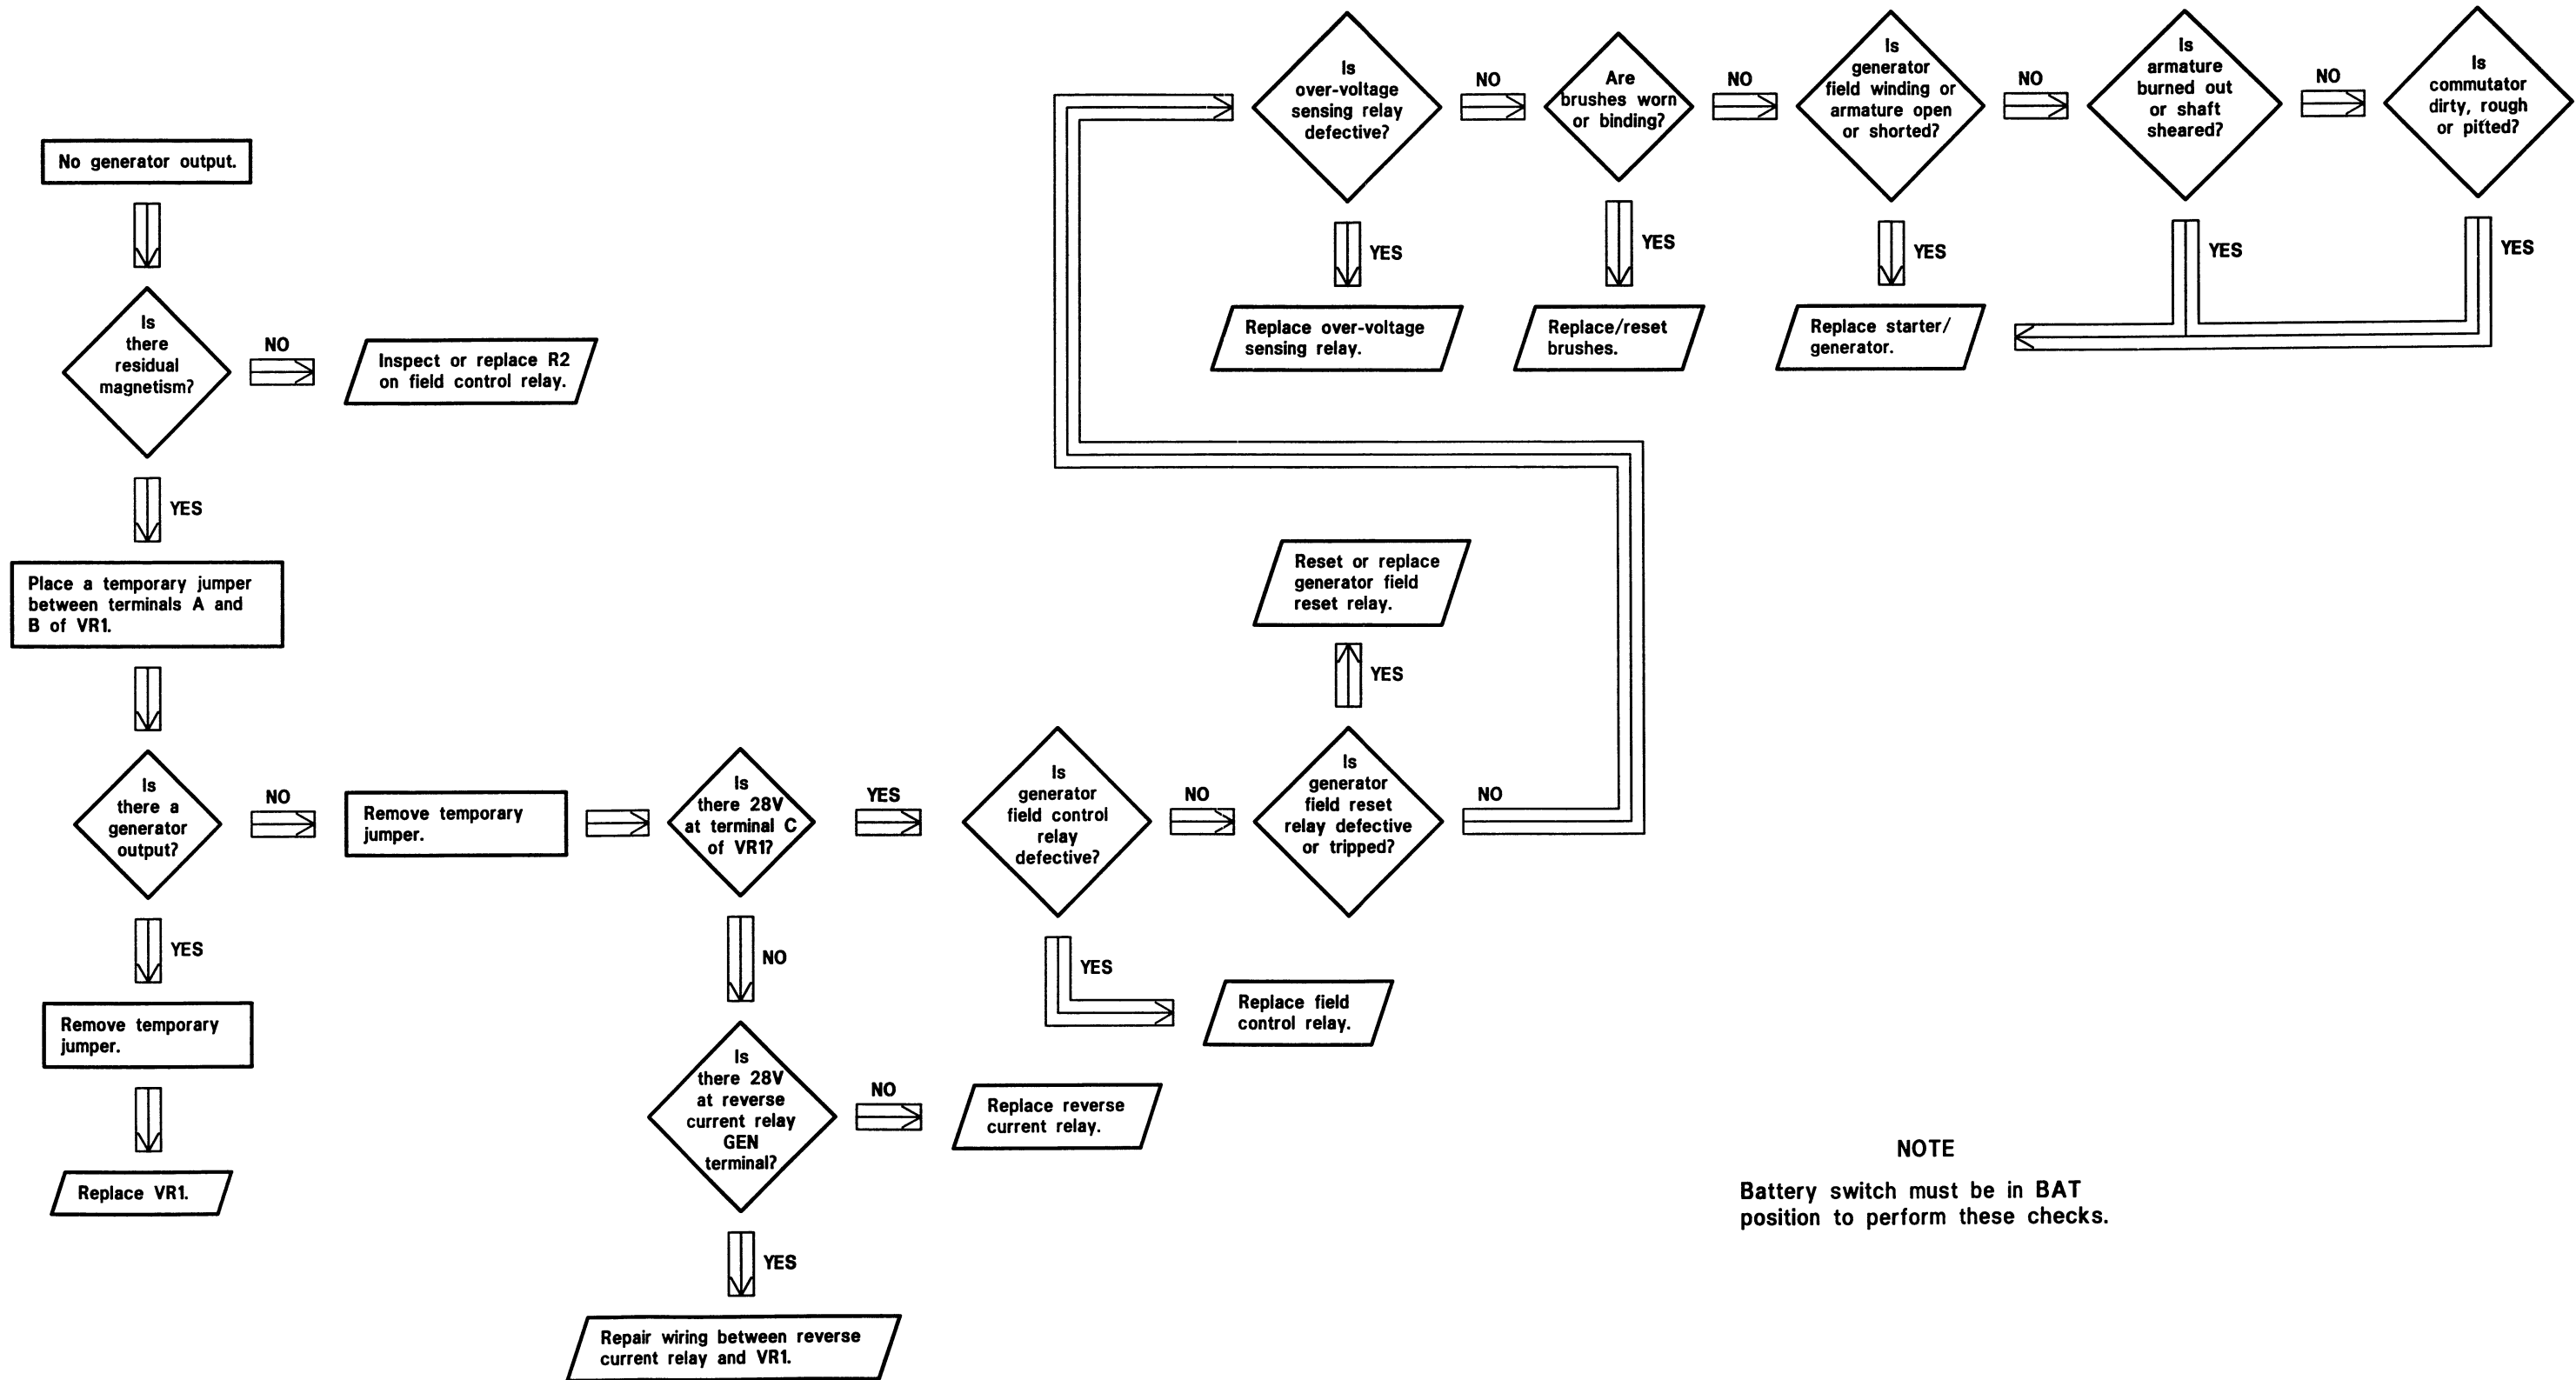 No generator output.
Is
there
residual
magnetism?
NO
Inspect or replace R2
on field control relay.
YES
Place a temporary jumper
between terminals A and
B of VR1.
Is
there a
generator
output?
YES
Remove temporary
jumper.
Replace VR1.
NO
Remove temporary
jumper.
Is
there 28V
at terminal C
of VR1?
NO
Is
there 28V
at reverse
current relay
GEN
terminal?
NO
Replace reverse
current relay.
YES
Repair wiring between reverse
current relay and VR1.
YES
Is
generator
field control
relay
defective?
YES
Replace field
control relay.
NO
Is
generator
field reset
relay defective
or tripped?
YES
Reset or replace
generator field
reset relay.
NO
Is
over-voltage
sensing relay
defective?
YES
Replace over-voltage
sensing relay.
NO
Are
brushes worn
or binding?
YES
Replace/reset
brushes.
NO
Is
generator
field winding or
armature open
or shorted?
YES
Replace starter/
generator.
NO
Is
armature
burned out
or shaft
sheared?
YES
NO
Is
commutator
dirty, rough
or pitted?
YES
NOTE
Battery switch must be in BAT
position to perform these checks.